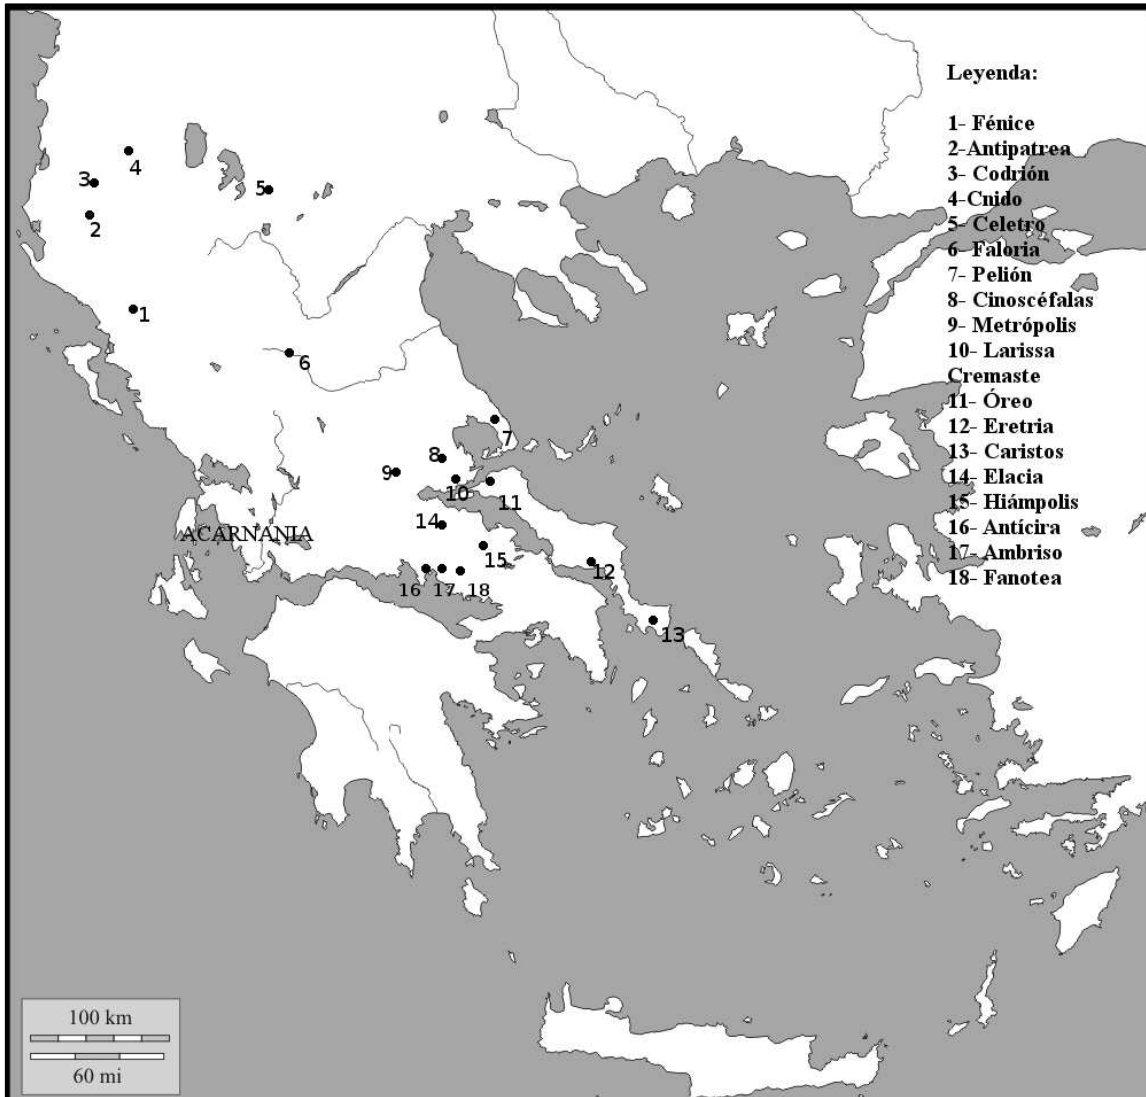 Leyenda:
1- Fénice
2-Antipatrea
3- Codrión
4-Cnido
5- Celetro
6- Faloria
7- Pelión
8- Cinoscéfalas
9- Metrópolis
10- Larissa
Cremaste
11- Óreo
12- Eretria
13- Caristos
14- Elacia
15- Hiámpolis
16- Antícira
17- Ambriso
18- Fanotea
4
3
5
2
1
6
7
8
9
10
11
14
ACARNANIA
15
12
16
17
18
13
100 km
60 mi